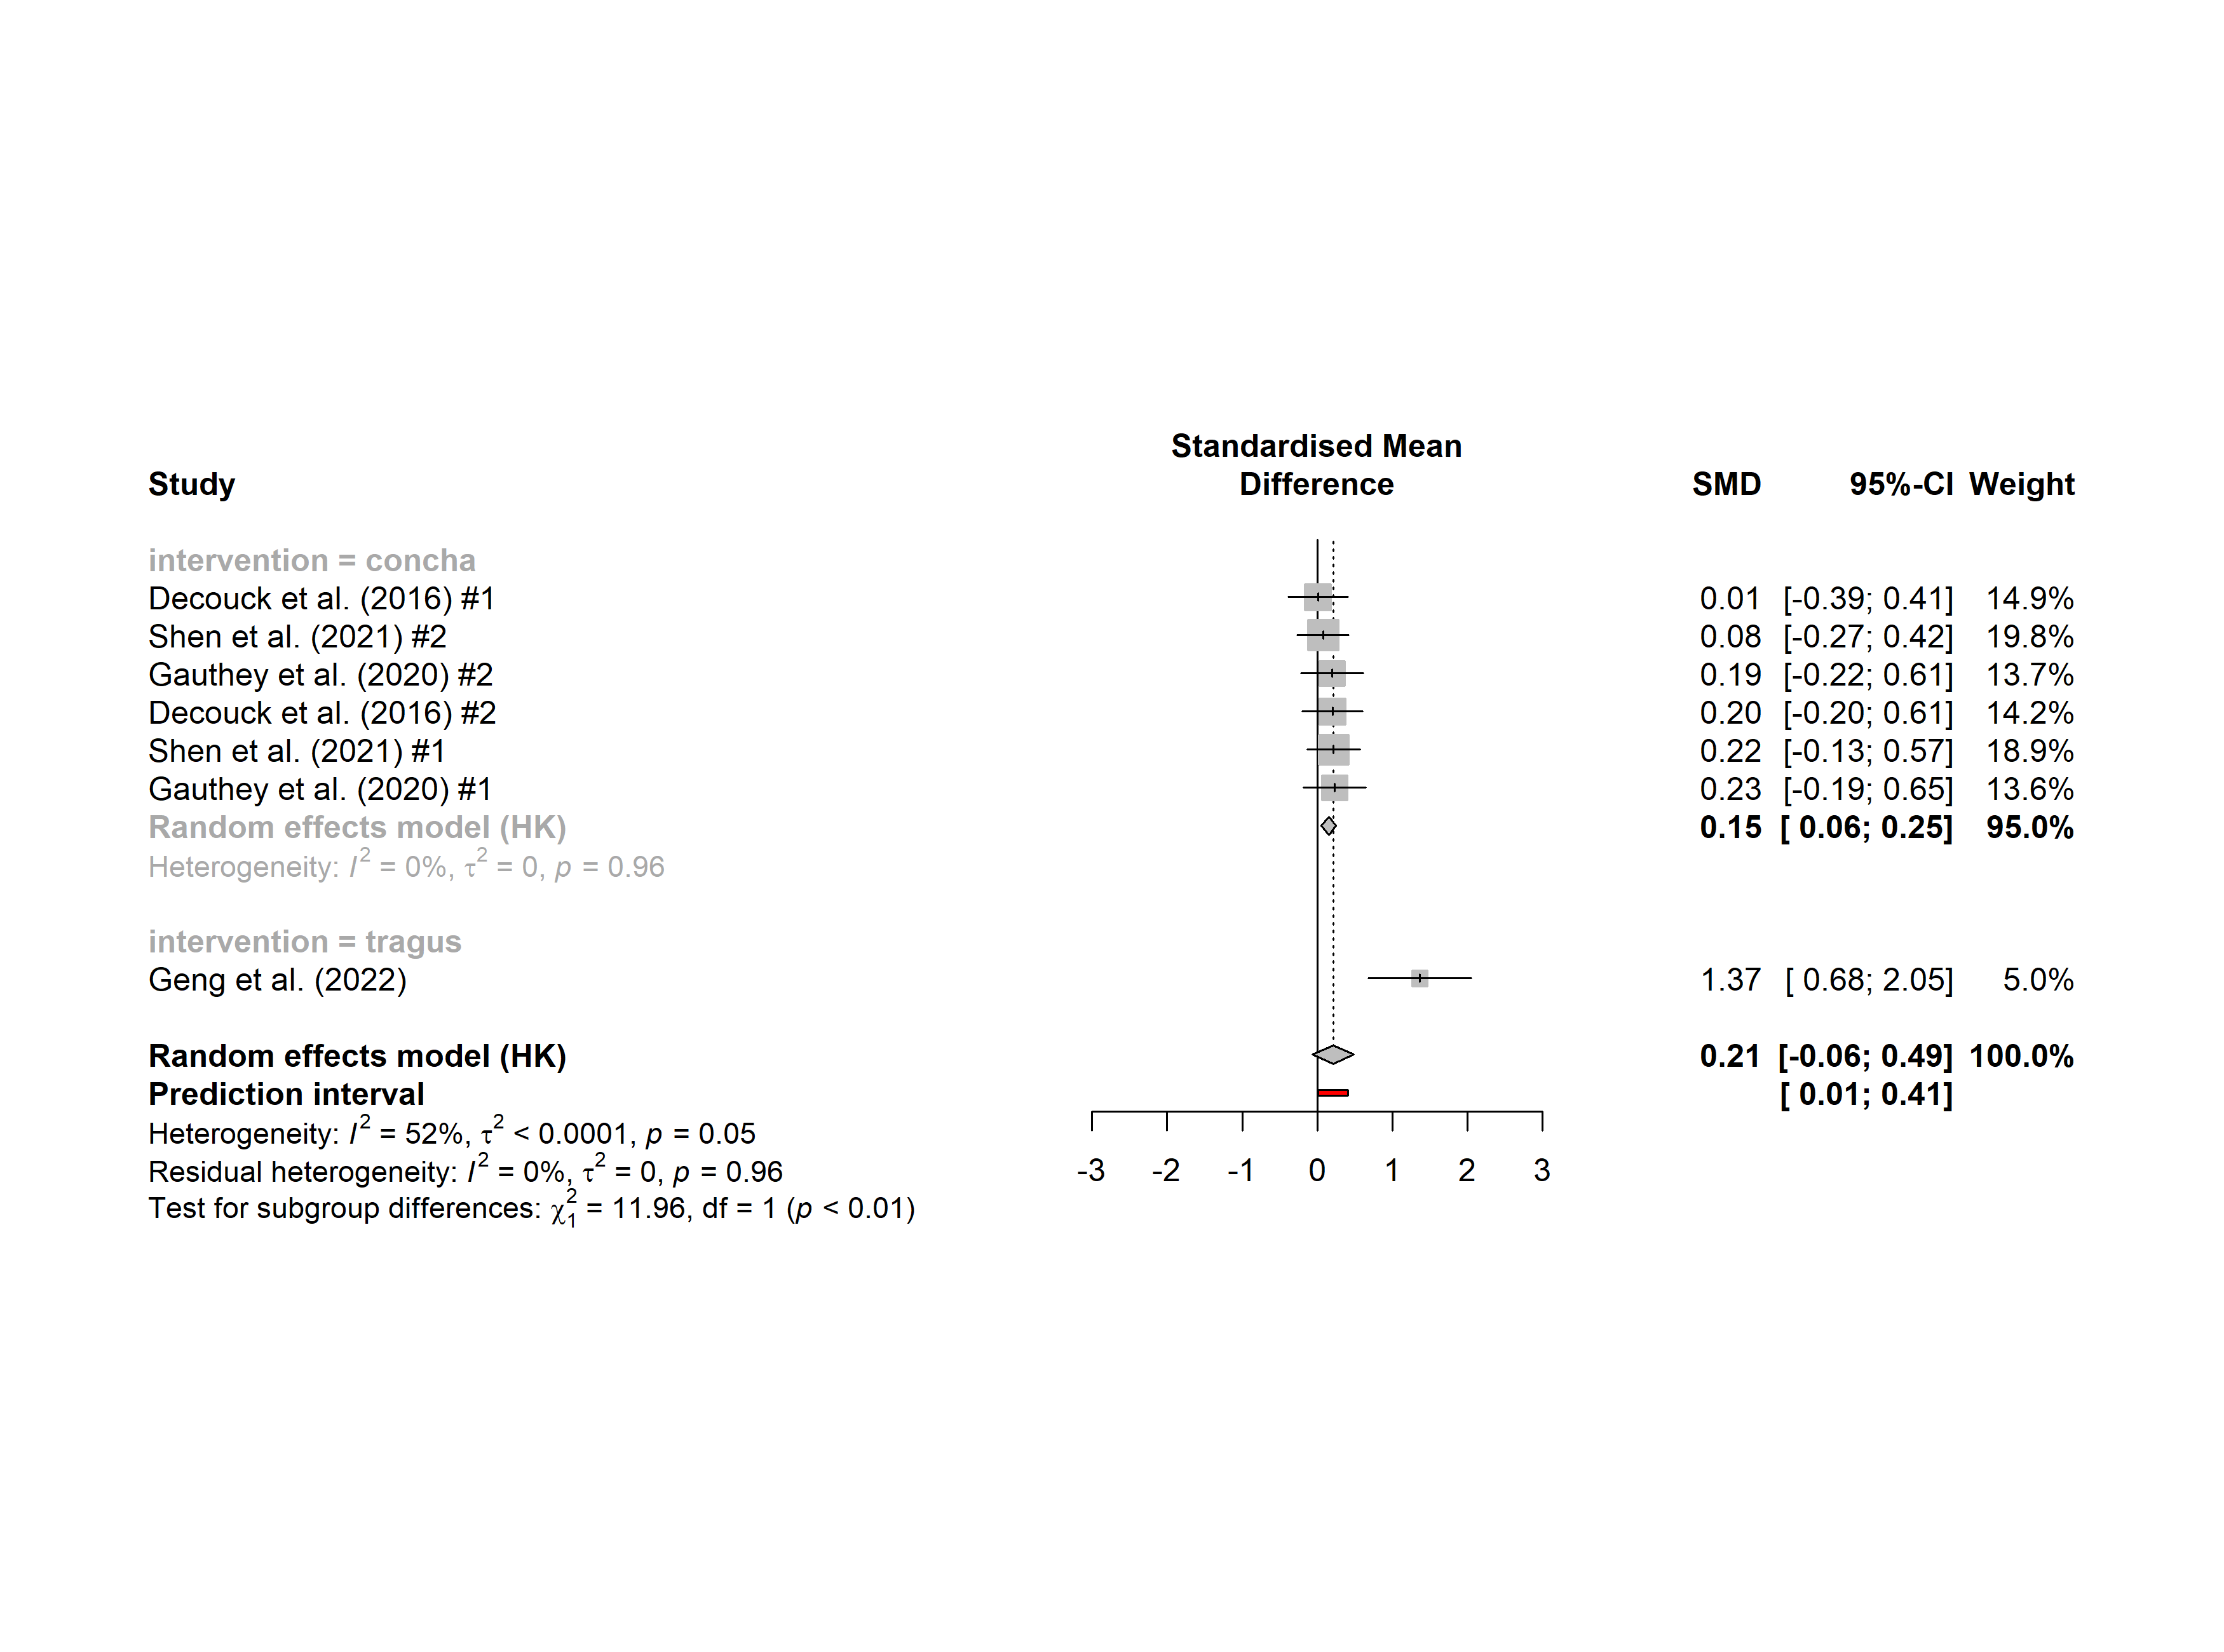 Standardised Mean
Study Difference SMD 95%-CI Weight
intervention = concha
Decouck et al. (2016) #1 0.01 [-0.39; 0.41] 14.9%
Shen et al. (2021) #2 0.08 [-0.27; 0.42] 19.8%
Gauthey et al. (2020) #2 0.19 [-0.22; 0.61] 13.7%
Decouck et al. (2016) #2 0.20 [-0.20; 0.61] 14.2%
Shen et al. (2021) #1 0.22 [-0.13; 0.57] 18.9%
Gauthey et al. (2020) #1 0.23 [-0.19; 0.65] 13.6%
Random effects model (HK) 0.15 [ 0.06; 0.25] 95.0%
Heterogeneity: I² = 0%, τ² = 0, p = 0.96
intervention = tragus
Geng et al. (2022) 1.37 [ 0.68; 2.05] 5.0%
Random effects model (HK) 0.21 [-0.06; 0.49] 100.0%
Prediction interval [ 0.01; 0.41]
Heterogeneity: I² = 52%, τ² < 0.0001, p = 0.05
Residual heterogeneity: I² = 0%, τ² = 0, p = 0.96
-3 -2 -1 0 1 2 3
Test for subgroup differences: χ²₁ = 11.96, df = 1 (p < 0.01)